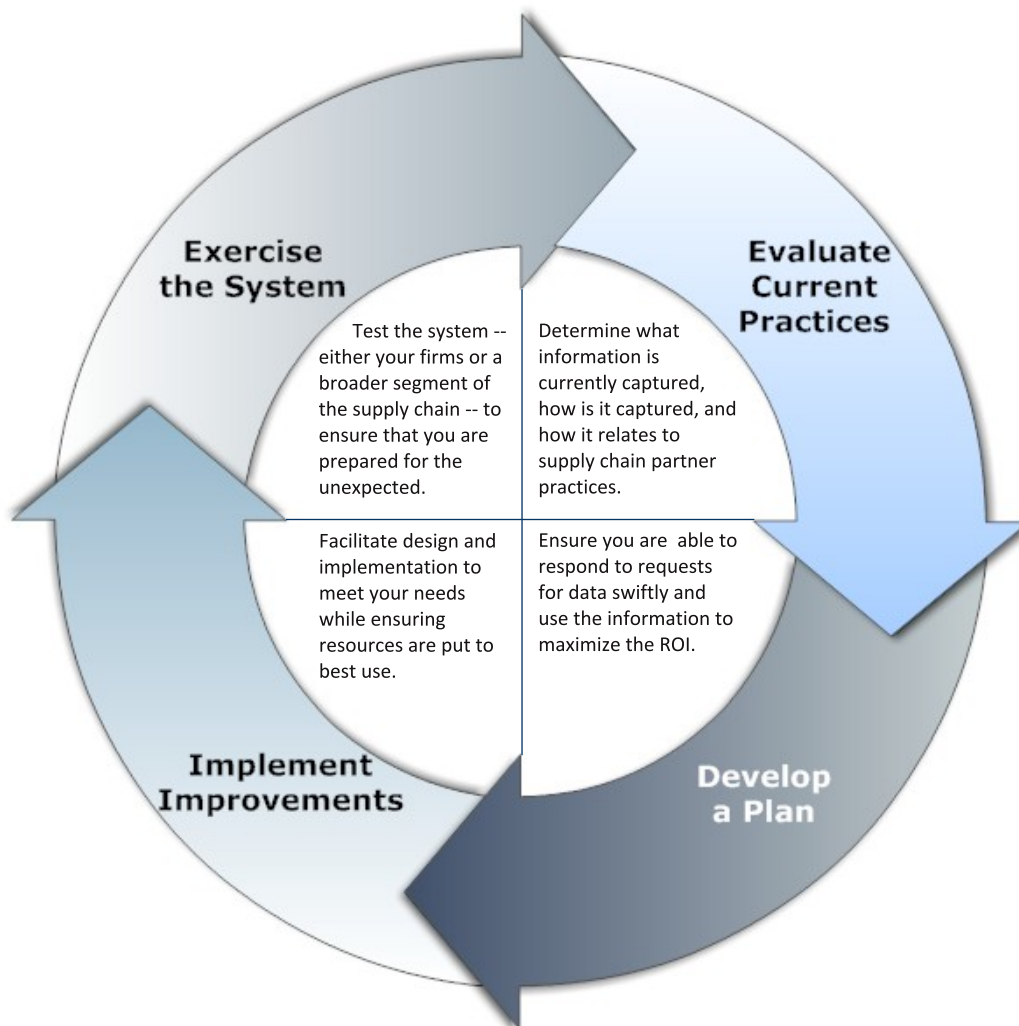 Exercise
the System
Evaluate
Current
Practices
Test the system --
either your firms or a
broader segment of
the supply chain -- to
ensure that you are
prepared for the
unexpected.
Determine what
information is
currently captured,
how is it captured, and
how it relates to
supply chain partner
practices.
Facilitate design and
implementation to
meet your needs
while ensuring
resources are put to
best use.
Ensure you are  able to
respond to requests
for data swiftly and
use the information to
maximize the ROI.
Implement
Improvements
Develop
a Plan